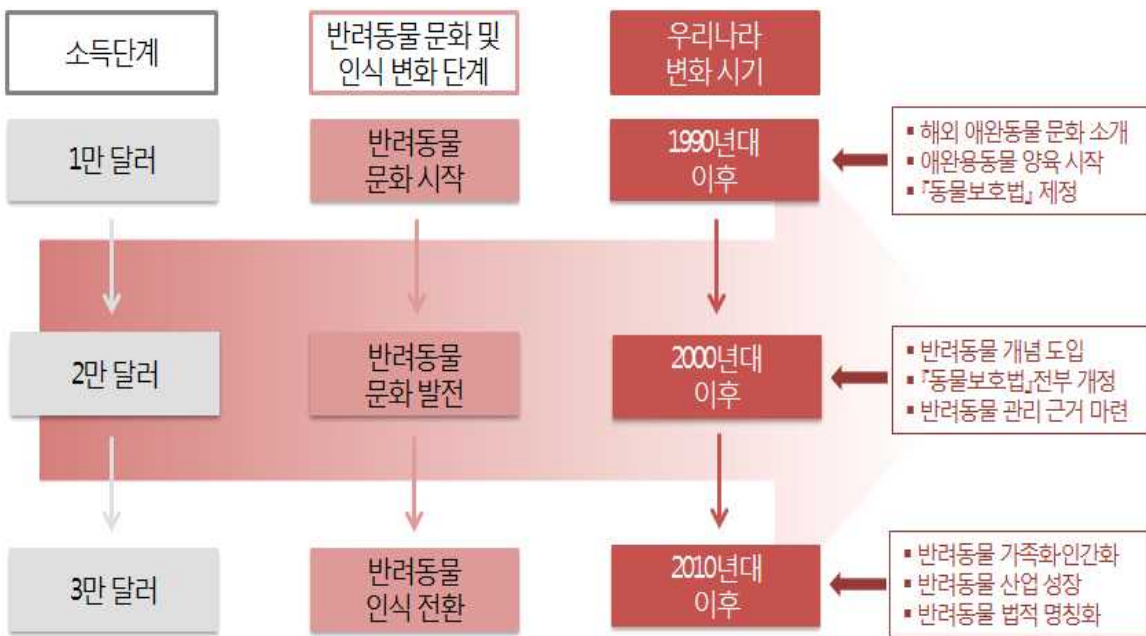 소득단계
반려동물 문화 및
인식 변화 단계
우리나라
변화 시기
1만 달러
반려동물
문화 시작
1990년대
이후
▪ 해외 애완동물 문화 소개
▪ 애완용동물 양육 시작
▪ 『동물보호법』 제정
2만 달러
반려동물
문화 발전
2000년대
이후
▪ 반려동물 개념 도입
▪ 『동물보호법』전부 개정
▪ 반려동물 관리 근거 마련
3만 달러
반려동물
인식 전환
2010년대
이후
▪ 반려동물 가족화·인간화
▪ 반려동물 산업 성장
▪ 반려동물 법적 명칭화